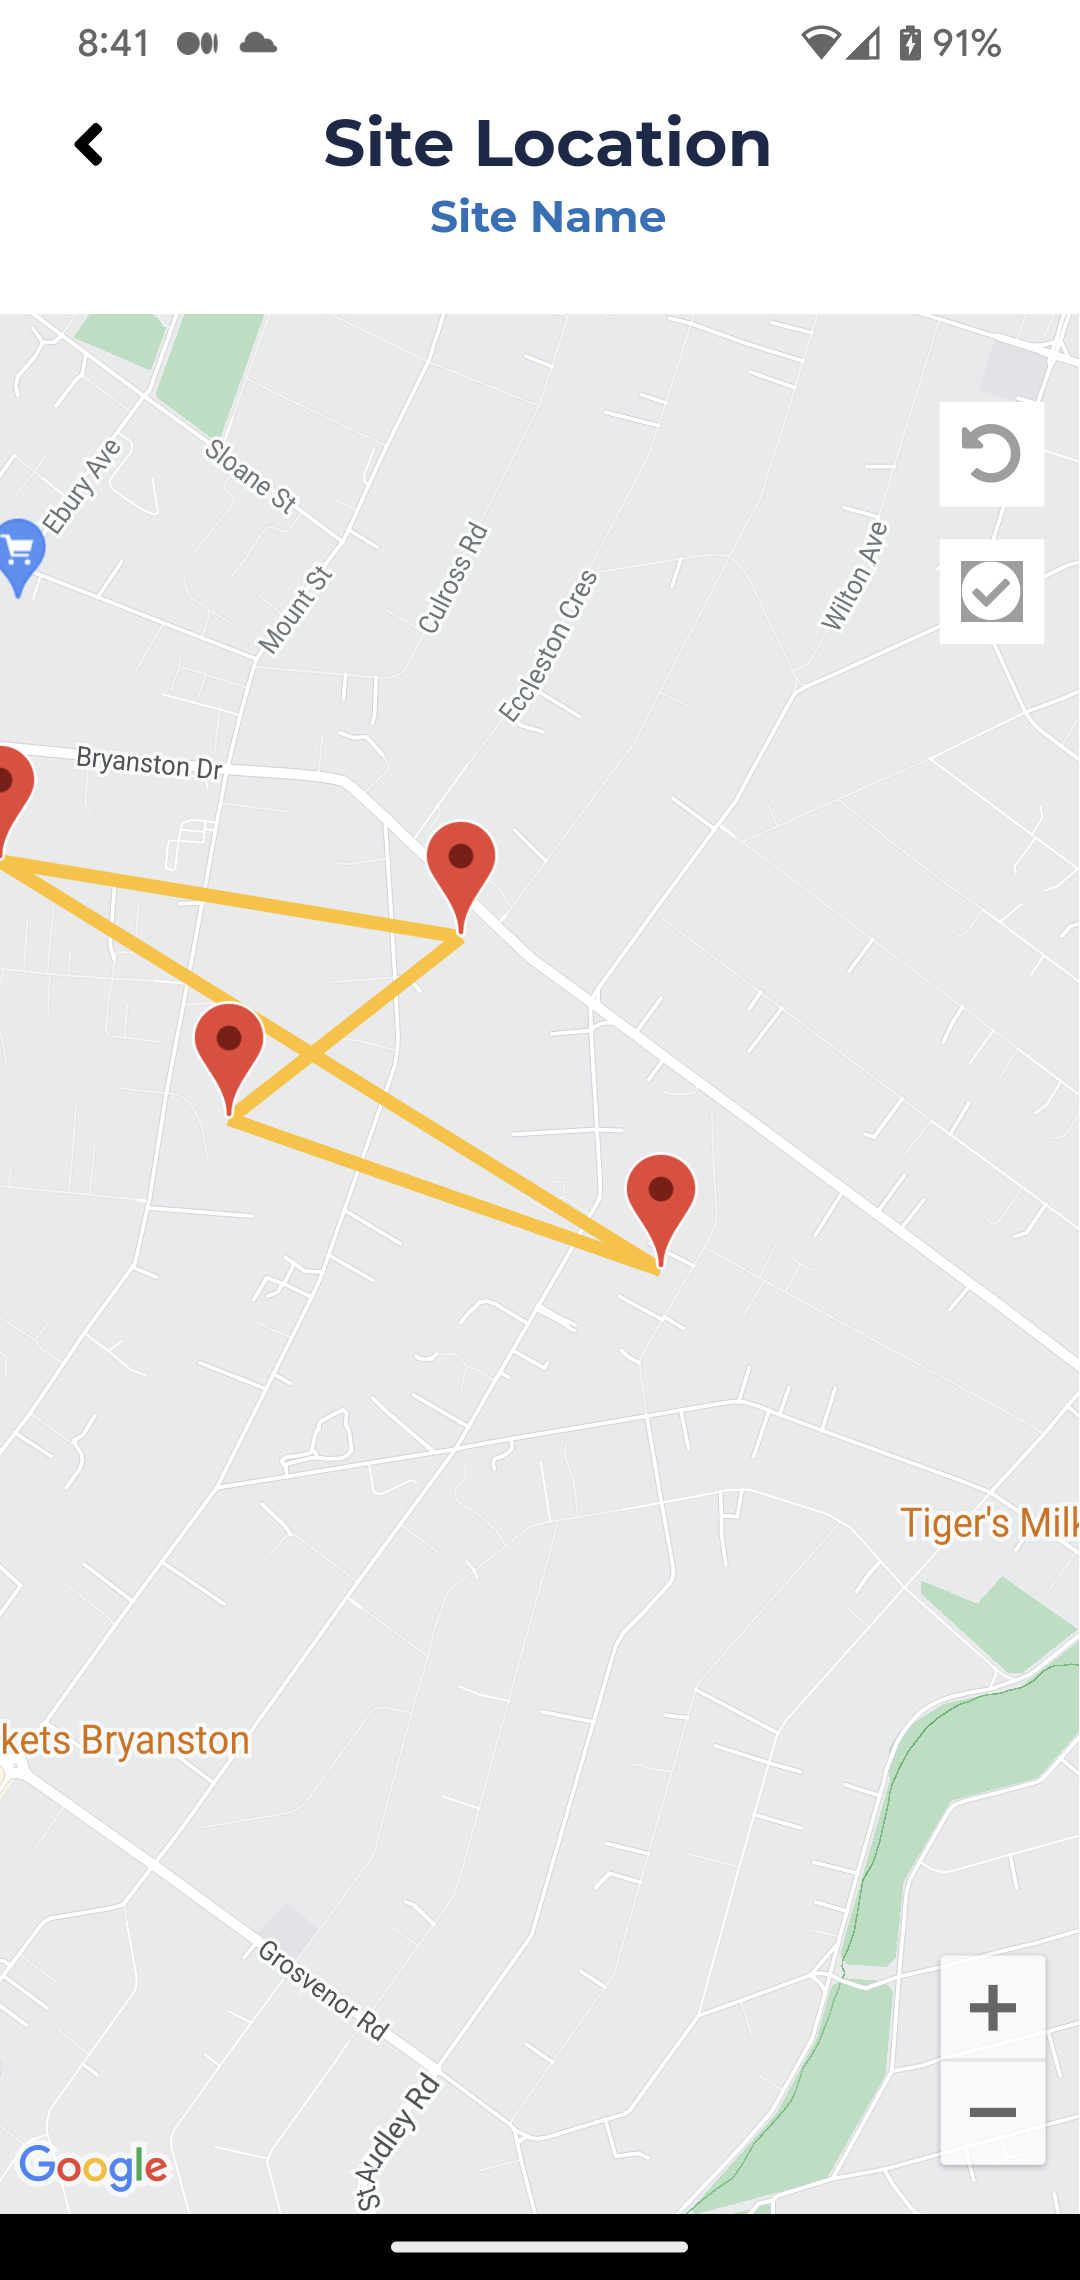 8:41
91%
Site Location
Site Name
Ebury Ave
Sloane St
Mount St
Culross Rd
Eccleston Cres
Wilton Ave
Bryanston Dr
Tiger's Milk
kets Bryanston
Grosvenor Rd
St Audley Rd
Google